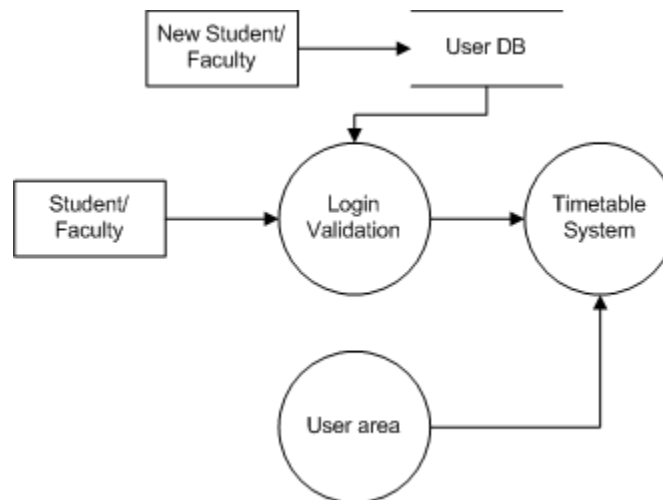 New Student/
Faculty
User DB
Student/
Faculty
Login
Validation
Timetable
System
User area